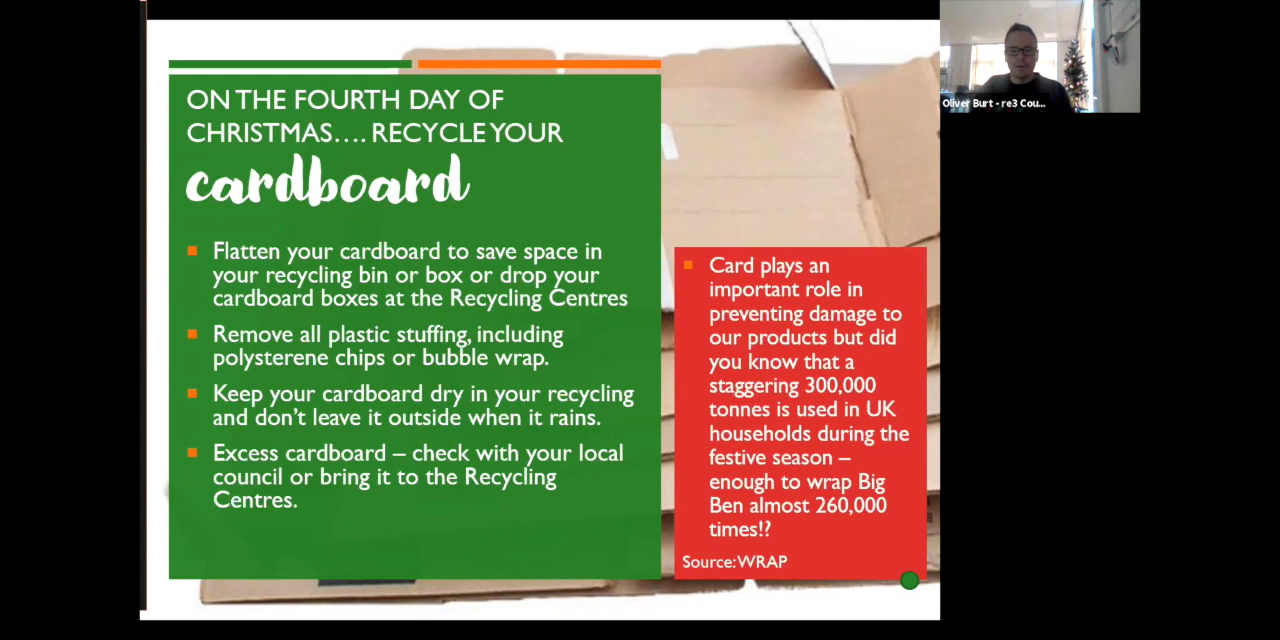 ON THE FOURTH DAY OF
CHRISTMAS…. RECYCLE YOUR
cardboard
Flatten your cardboard to save space in
your recycling bin or box or drop your
cardboard boxes at the Recycling Centres
Remove all plastic stuffing, including
polysterene chips or bubble wrap.
Keep your cardboard dry in your recycling
and don't leave it outside when it rains.
Excess cardboard – check with your local
council or bring it to the Recycling
Centres.
Card plays an
important role in
preventing damage to
our products but did
you know that a
staggering 300,000
tonnes is used in UK
households during the
festive season –
enough to wrap Big
Ben almost 260,000
times!?
Source: WRAP
Oliver Burt - re3 Cou...